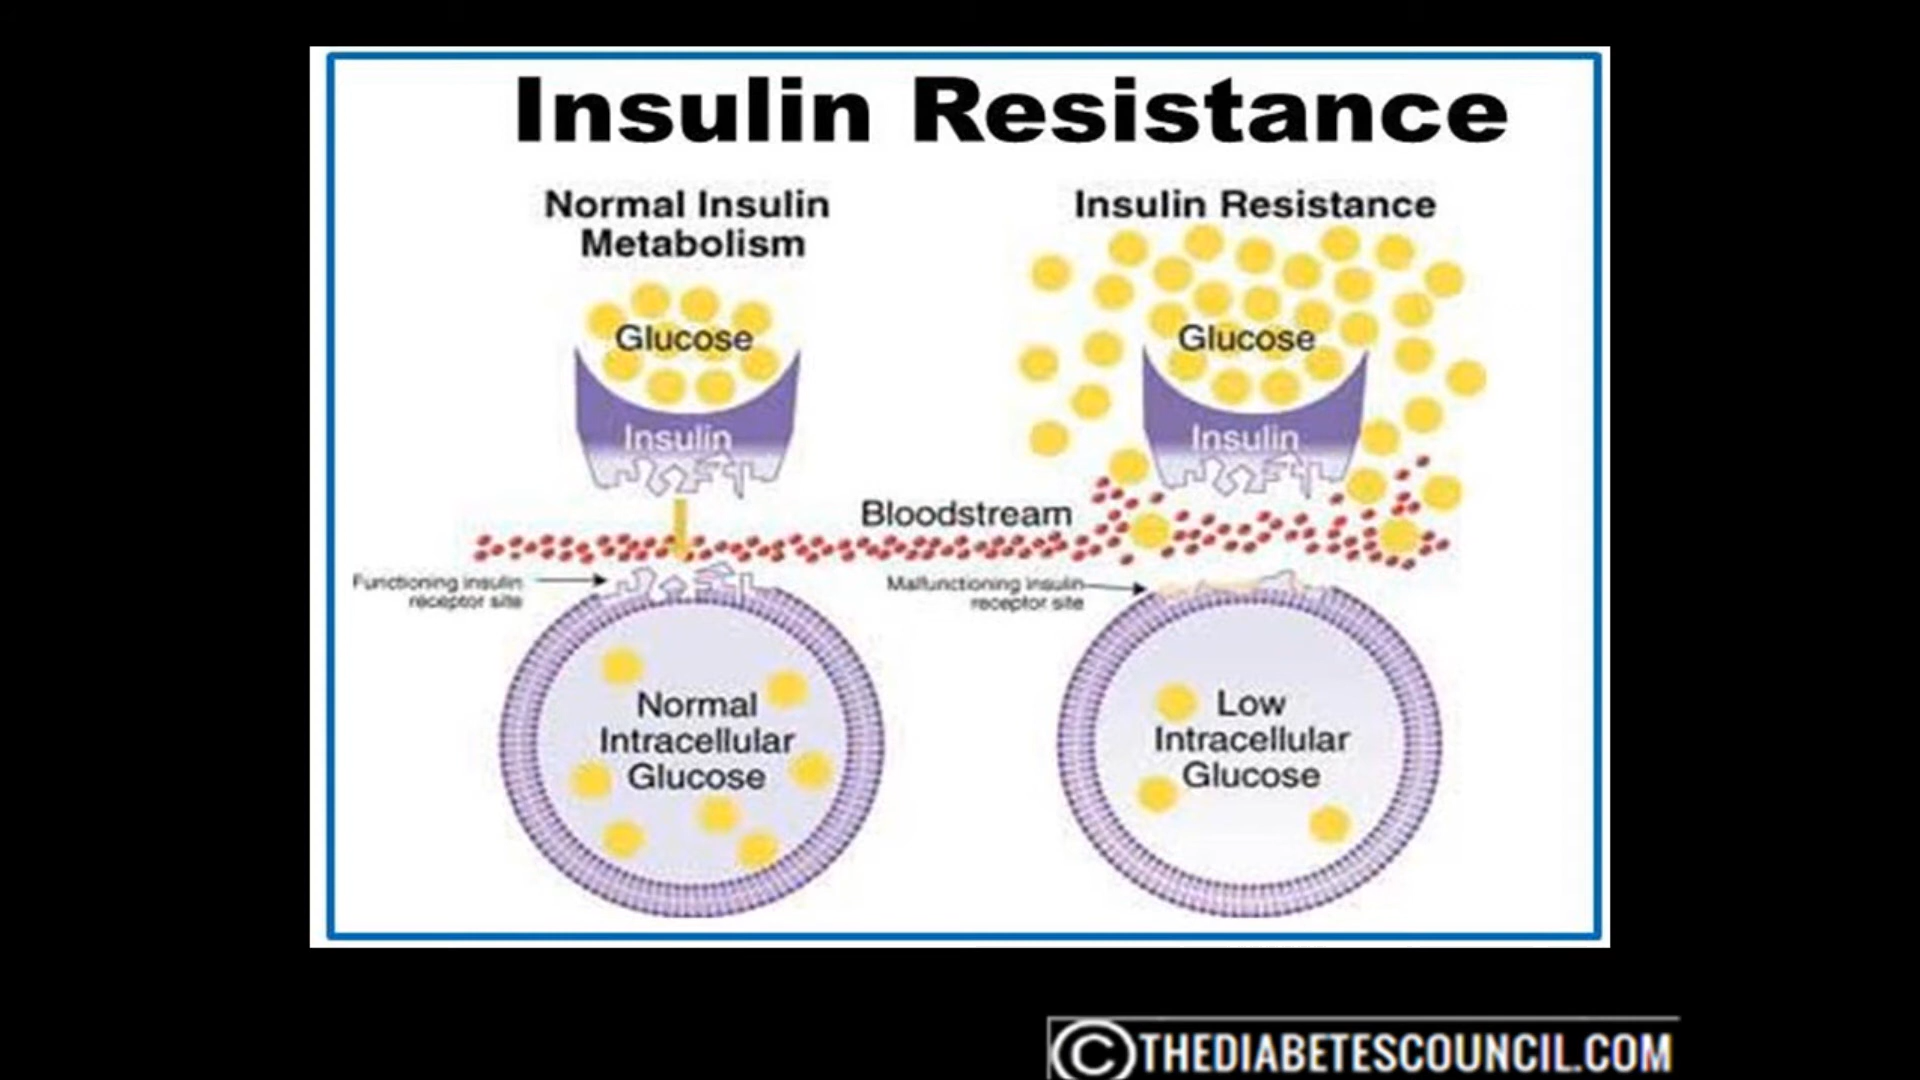 Insulin Resistance
Normal Insulin
Metabolism
Glucose
Insulin
Insulin Resistance
Glucose
Insulin
Bloodstream
Functioning insulin
receptor site
Malfunctioning insulin
receptor site
Normal
Intracellular
Glucose
Low
Intracellular
Glucose
©THEDIABETESCOUNCIL.COM